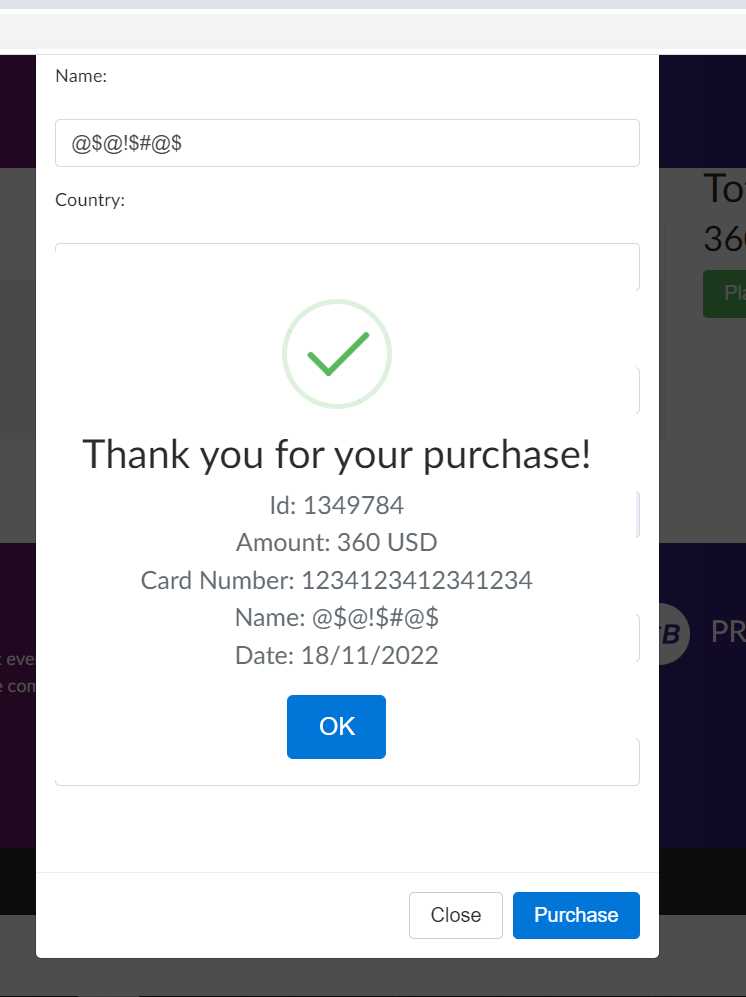 Name:
@$@!$#@$
Country:
Thank you for your purchase!
Id: 1349784
Amount: 360 USD
Card Number: 1234123412341234
Name: @$@!$#@$
Date: 18/11/2022
OK
Close
Purchase
360
B